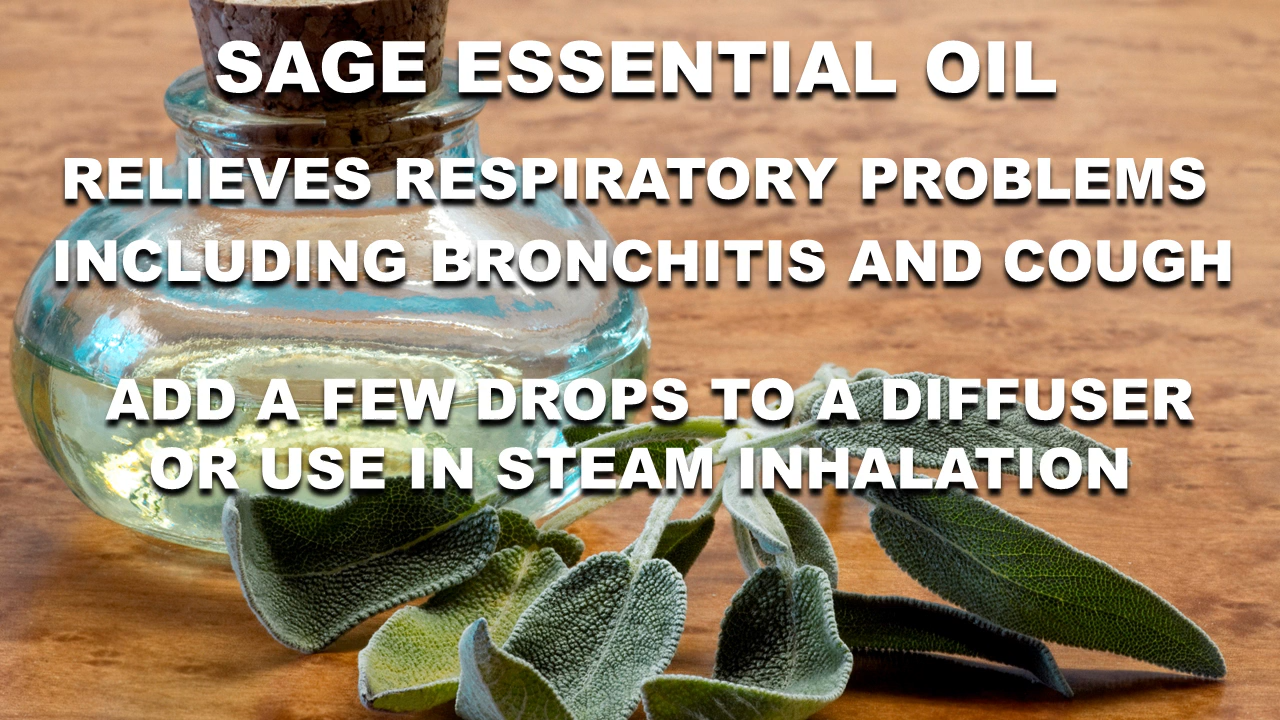 SAGE ESSENTIAL OIL
RELIEVES RESPIRATORY PROBLEMS
INCLUDING BRONCHITIS AND COUGH
ADD A FEW DROPS TO A DIFFUSER
OR USE IN STEAM INHALATION